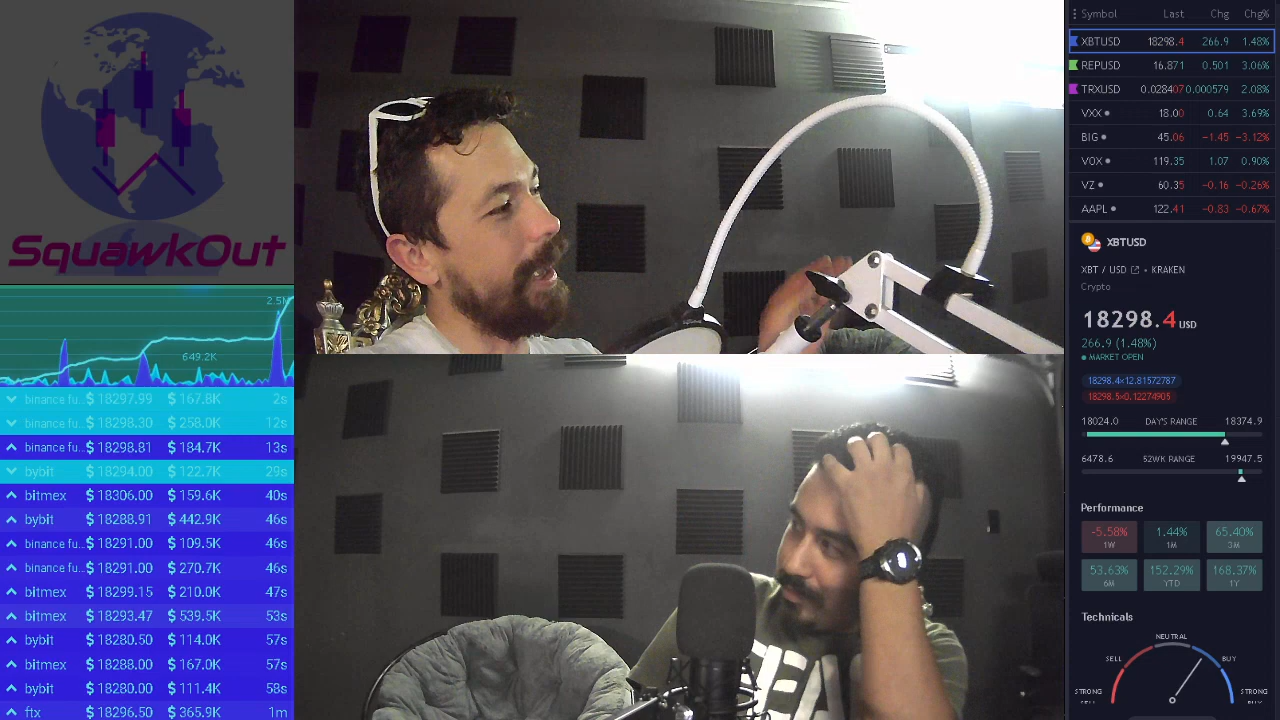 SquawkOut
2.5M
649.2K
binance fu... $ 18297.99 $ 167.8K 2s
binance fu... $ 18298.30 $ 258.0K 12s
binance fu... $ 18298.81 $ 184.7K 13s
bybit $ 18294.00 $ 122.7K 29s
bitmex $ 18306.00 $ 159.6K 40s
bybit $ 18288.91 $ 442.9K 46s
binance fu... $ 18291.00 $ 109.5K 46s
binance fu... $ 18291.00 $ 270.7K 46s
bitmex $ 18299.15 $ 210.0K 47s
bitmex $ 18293.47 $ 539.5K 53s
bybit $ 18280.50 $ 114.0K 57s
bitmex $ 18288.00 $ 167.0K 57s
bybit $ 18280.00 $ 111.4K 58s
ftx $ 18296.50 $ 365.9K 1m
Symbol Last Chg Chg%
XBTUSD 18298.4 266.9 1.48%
REPUSD 16.871 0.501 3.06%
TRXUSD 0.028407 0.000579 2.08%
VXX 18.00 0.64 3.69%
BIG 45.06 −1.45 −3.12%
VOX 119.35 1.07 0.90%
VZ 60.35 −0.16 −0.26%
AAPL 122.41 −0.83 −0.67%
XBTUSD
XBT / USD • KRAKEN
Crypto
18298.4 USD
266.9 (1.48%)
MARKET OPEN
18298.4×12.81572787
18298.5×0.12274905
18024.0 DAY'S RANGE 18374.9
6478.6 52WK RANGE 19947.5
Performance
-5.58% 1.44% 65.40%
1W 1M 3M
53.63% 152.29% 168.37%
6M YTD 1Y
Technicals
NEUTRAL
SELL BUY
STRONG STRONG